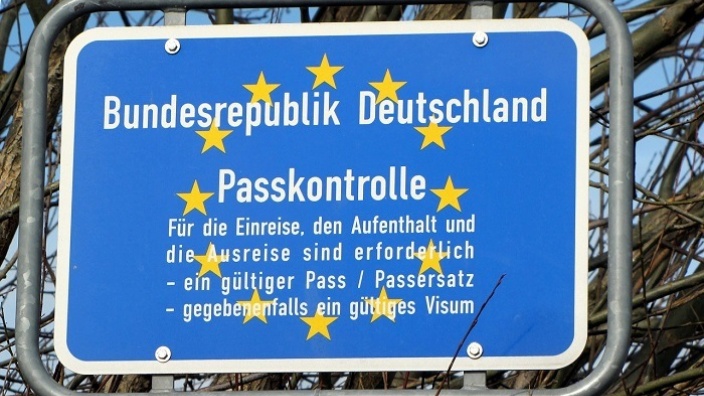 Bundesrepublik Deutschland
Passkontrolle
Für die Einreise, den Aufenthalt und
die Ausreise sind erforderlich
- ein gültiger Pass / Passersatz
- gegebenenfalls ein gültiges Visum